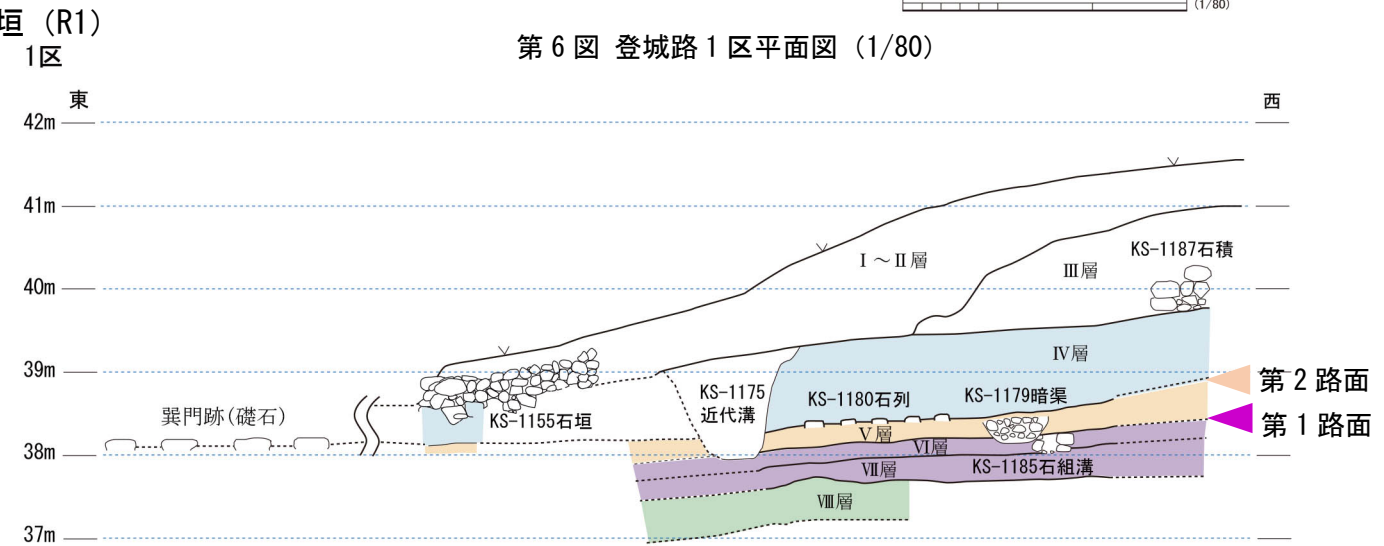 (1/80)
垣（R1）
1区
第6図 登城路1区平面図（1/80）
東
西
42m
41m
40m
39m
38m
37m
Ⅰ～Ⅱ層
Ⅲ層
KS-1187石積
Ⅳ層
KS-1175
近代溝
KS-1180石列
KS-1179暗渠
第2路面
第1路面
巽門跡(礎石)
KS-1155石垣
Ⅴ層
Ⅵ層
Ⅶ層
KS-1185石組溝
Ⅷ層